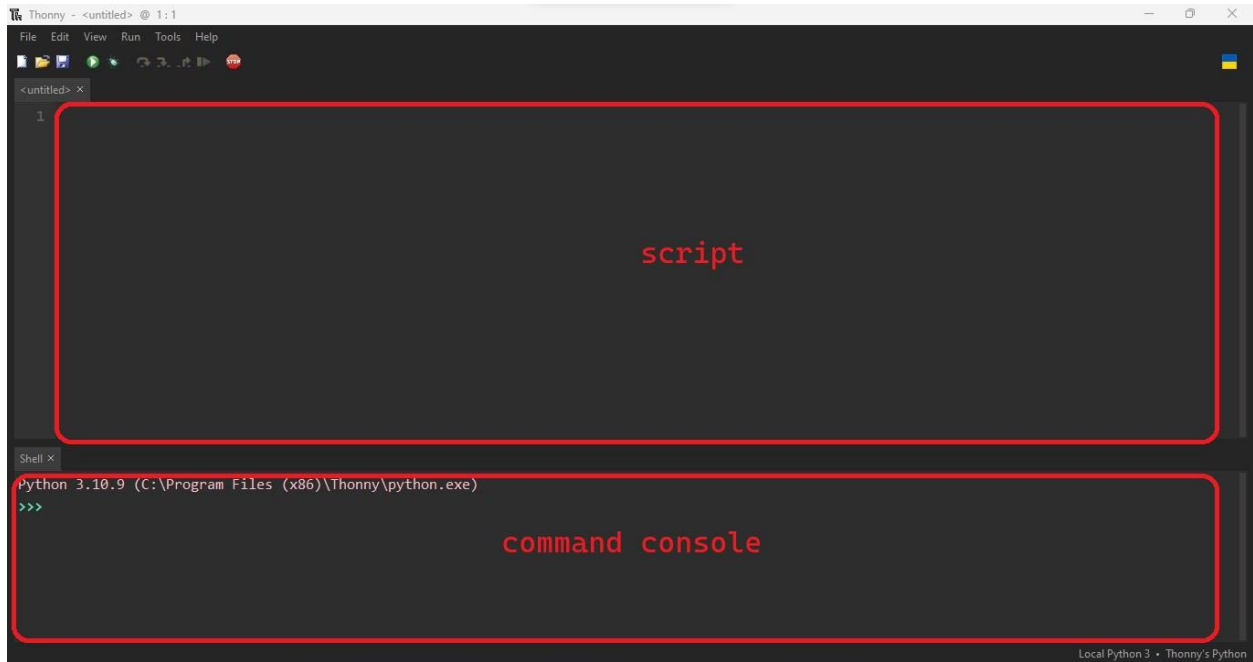 Thonny - <untitled> @ 1:1
File Edit View Run Tools Help
STOP
<untitled> ×
1
script
Shell ×
Python 3.10.9 (C:\Program Files (x86)\Thonny\python.exe)
>>>
command console
Local Python 3 • Thonny's Python